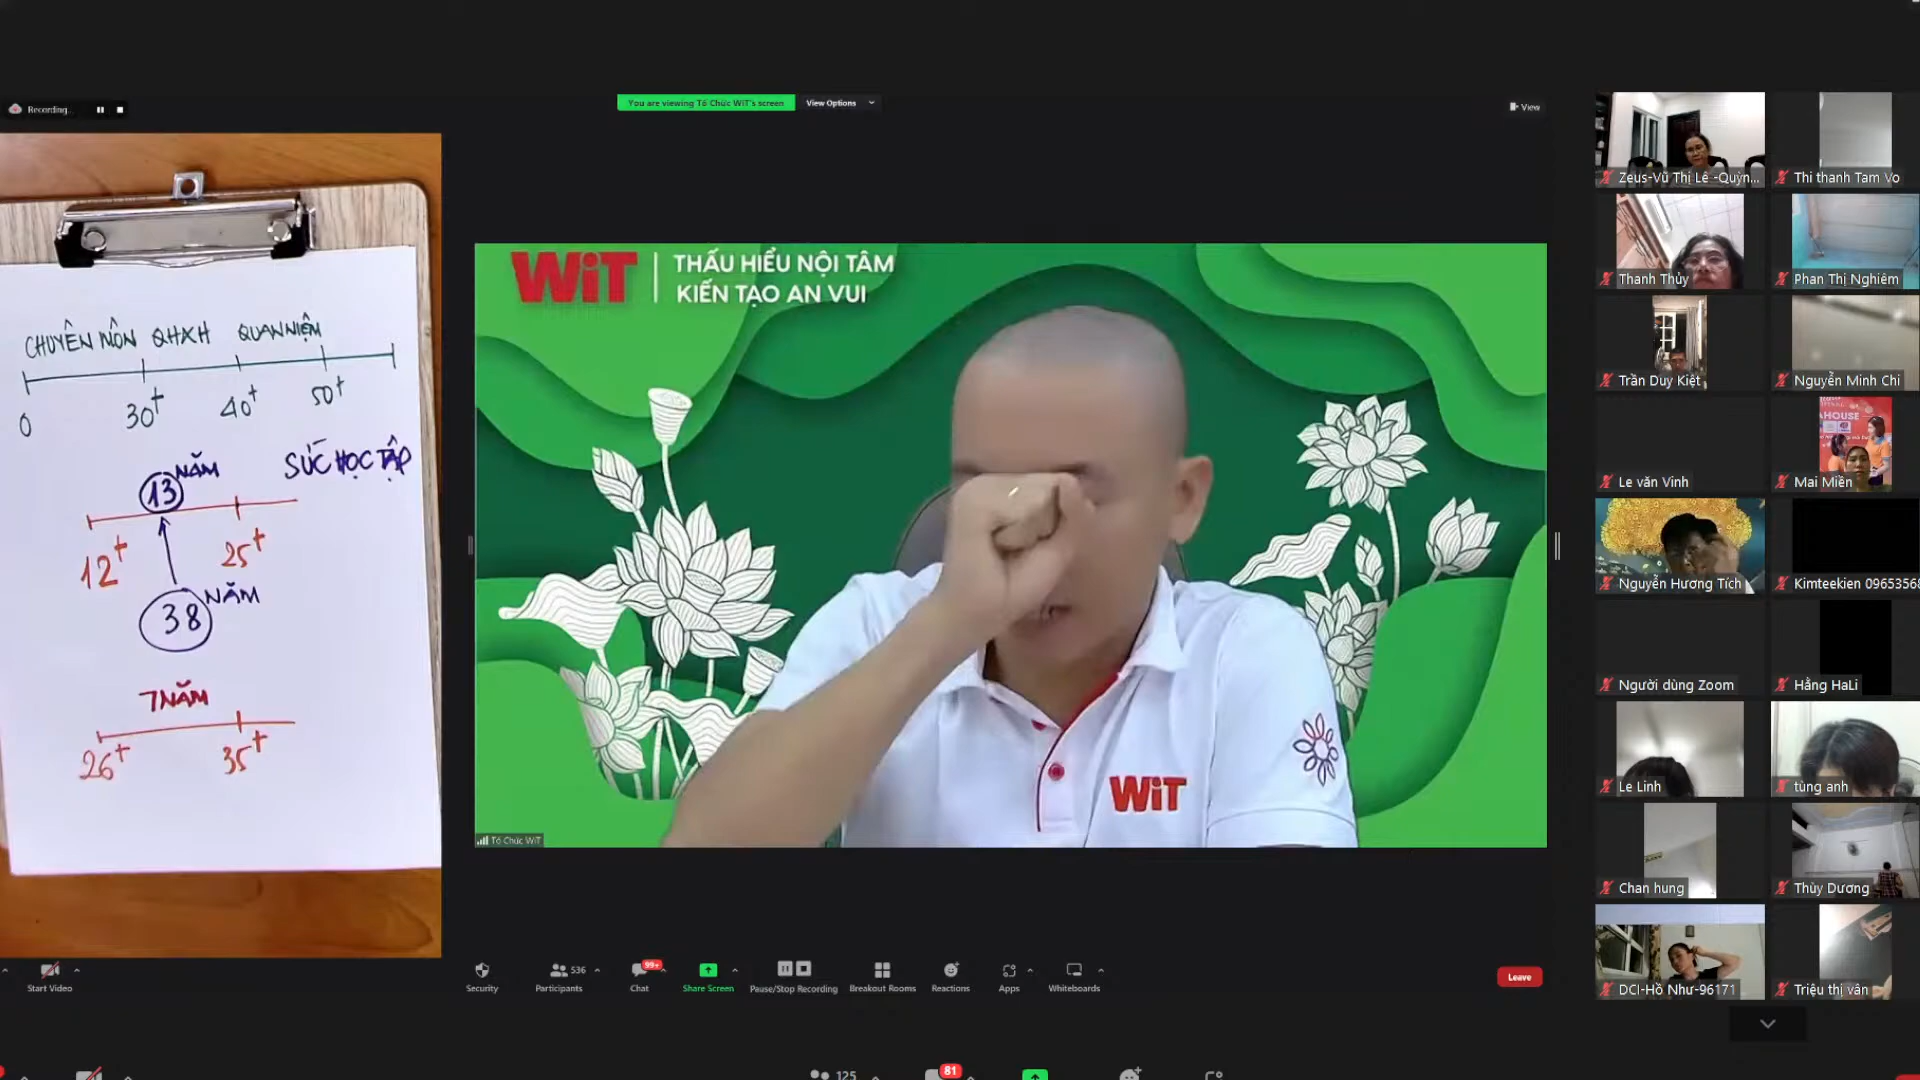 Recording...
You are viewing Tổ Chức WiT's screen
View Options
View
CHUYÊN MÔN QHXH QUAN NIỆM
0 30+ 40+ 50+
13 NĂM
SỨC HỌC TẬP
12+ 25+
38 NĂM
7 NĂM
26+ 35+
WiT
THẤU HIỂU NỘI TÂM
KIẾN TẠO AN VUI
WiT
Tổ Chức WiT
Zeus-Vũ Thị Lê -Quỳn...
Thi thanh Tam Vo
Thanh Thủy
Phan Thị Nghiêm
Trần Duy Kiệt
Nguyễn Minh Chi
Le văn Vinh
AHOUSE
Mai Miền
Nguyễn Hương Tích
Kimteekien 09653568
Người dùng Zoom
Hằng HaLi
Le Linh
tùng anh
Chan hung
Thùy Dương
DCI-Hồ Như-96171
Triệu thị vân
Start Video
Security
Participants
536
Chat
99+
Share Screen
Pause/Stop Recording
Breakout Rooms
Reactions
Apps
Whiteboards
Leave
125
81